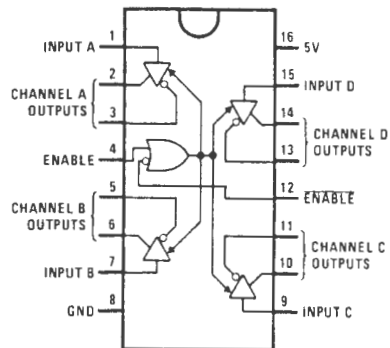 1 16
INPUT A 5V
2 15
INPUT D
CHANNEL A
OUTPUTS
3 14
CHANNEL D
OUTPUTS
4 13
ENABLE
5 12
E̅N̅A̅B̅L̅E̅
CHANNEL B
OUTPUTS
6 11
CHANNEL C
OUTPUTS
7 10
INPUT B
8 9
GND INPUT C